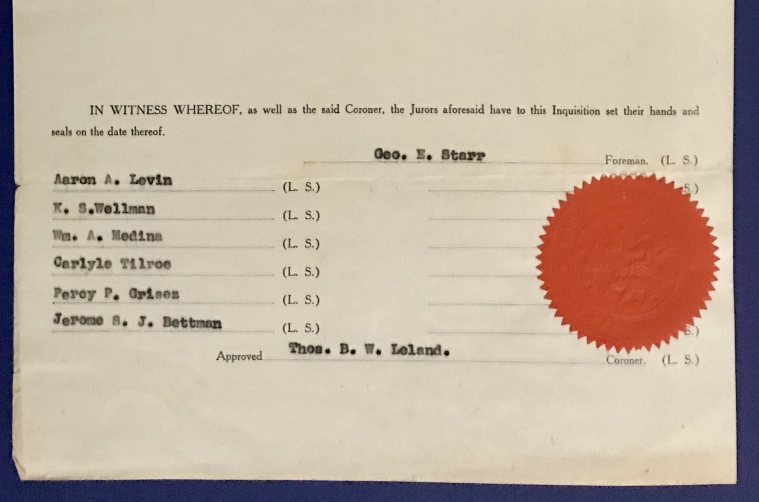 IN WITNESS WHEREOF, as well as the said Coroner, the Jurors aforesaid have to this Inquisition set their hands and
seals on the date thereof.
Geo. E. Starr Foreman. (L. S.)
Aaron A. Levin (L. S.) S.)
K. S.Wellman (L. S.)
Wm. A. Medina (L. S.)
Carlyle Tilroe (L. S.)
Percy P. (L. S.)
Jerome S. J. Bettman (L. S.) S.)
Approved Thos. B. W. Leland. Coroner. (L. S.)